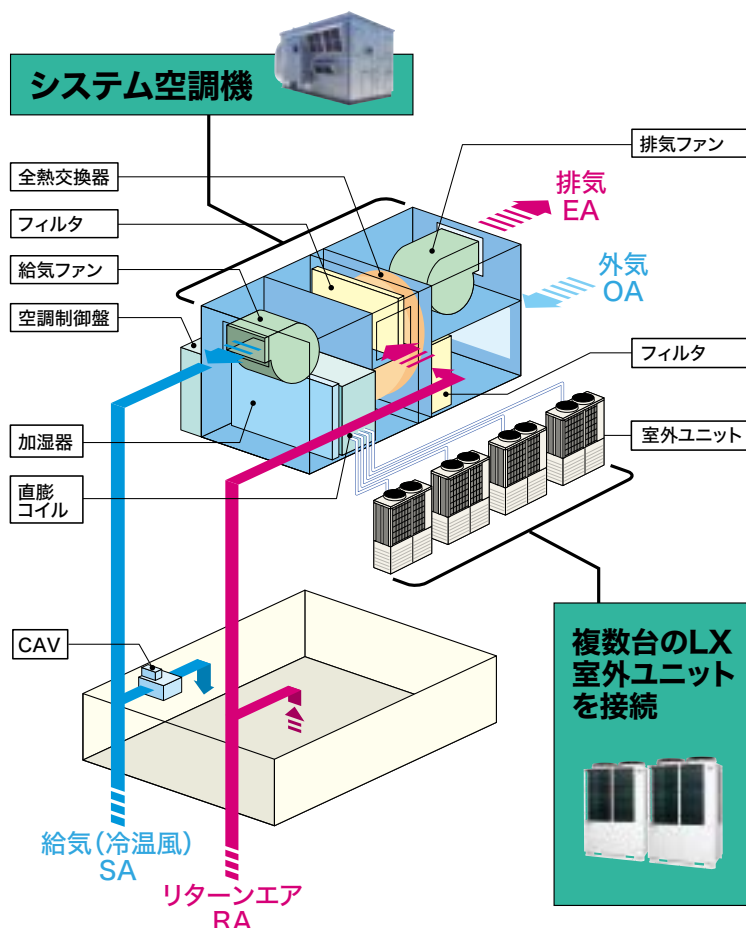 システム空調機
全熱交換器
フィルタ
給気ファン
空調制御盤
加湿器
直膨
コイル
排気ファン
排気
EA
外気
OA
フィルタ
室外ユニット
CAV
複数台のLX
室外ユニット
を接続
給気(冷温風)
SA
リターンエア
RA